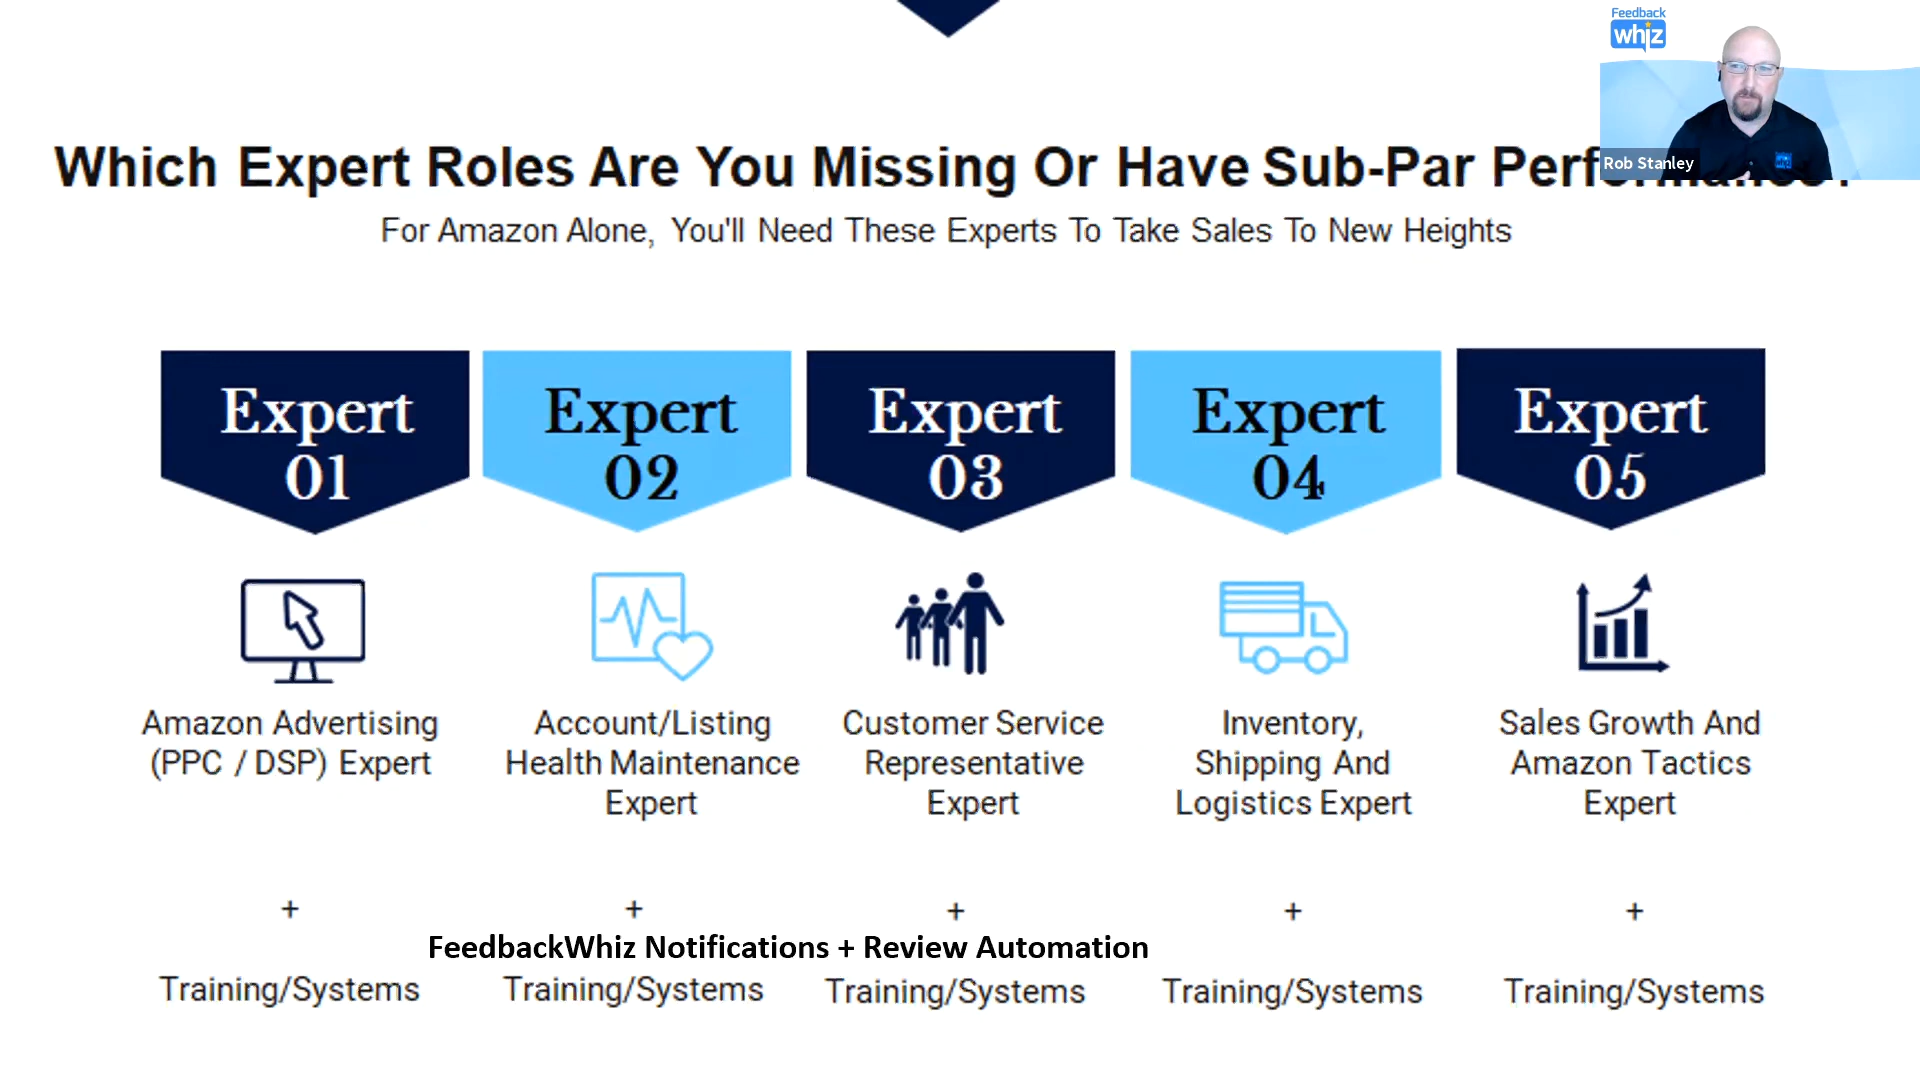 Feedback
whiz
Rob Stanley
Which Expert Roles Are You Missing Or Have Sub-Par
For Amazon Alone, You'll Need These Experts To Take Sales To New Heights
Expert
01
Expert
02
Expert
03
Expert
04
Expert
05
Amazon Advertising
(PPC / DSP) Expert
Account/Listing
Health Maintenance
Expert
Customer Service
Representative
Expert
Inventory,
Shipping And
Logistics Expert
Sales Growth And
Amazon Tactics
Expert
+
+
+
+
+
FeedbackWhiz Notifications + Review Automation
Training/Systems
Training/Systems
Training/Systems
Training/Systems
Training/Systems